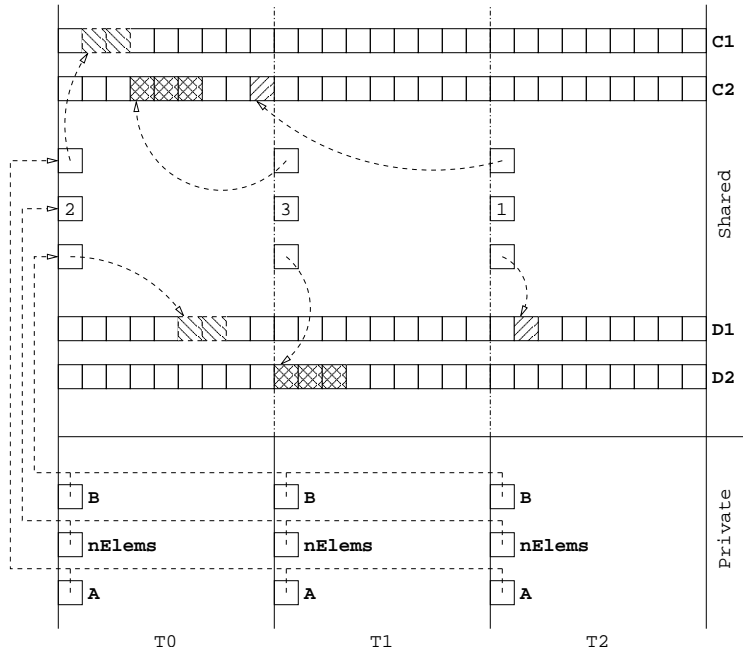 C1
C2
Shared
2 3 1
D1
D2
B B B
nElems nElems nElems
Private
A A A
T0 T1 T2